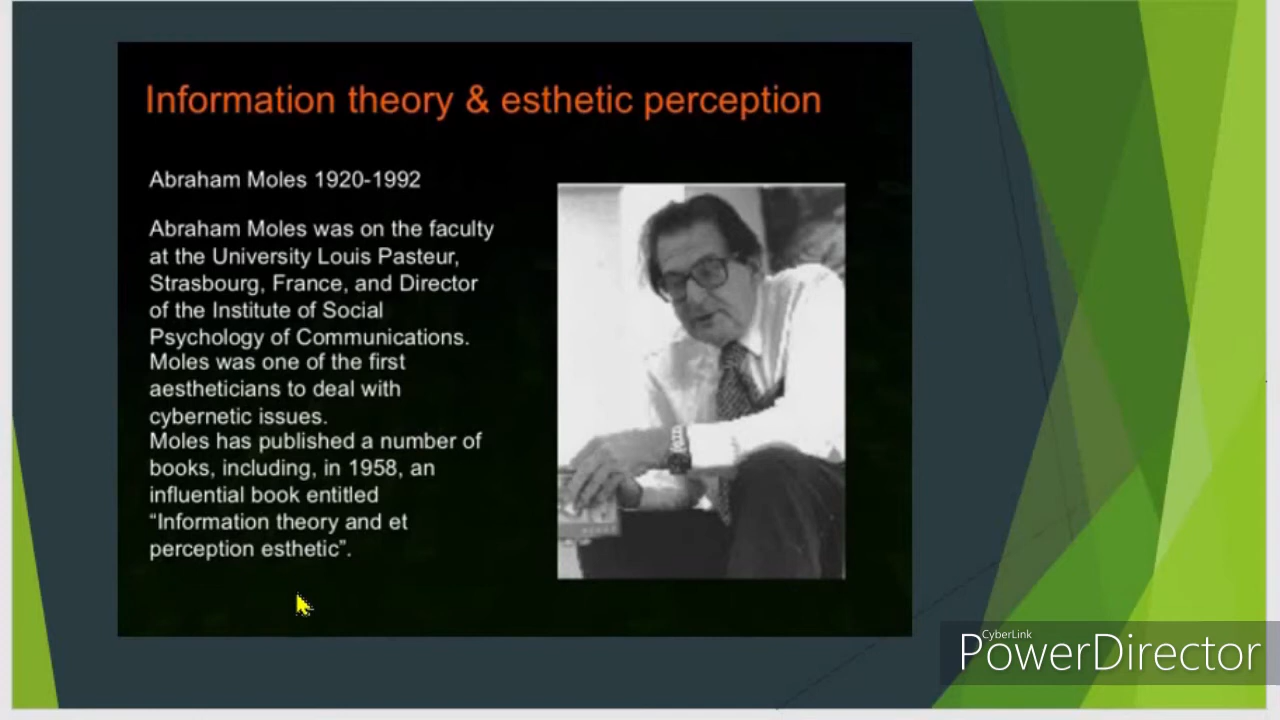 Information theory & esthetic perception
Abraham Moles 1920-1992
Abraham Moles was on the faculty
at the University Louis Pasteur,
Strasbourg, France, and Director
of the Institute of Social
Psychology of Communications.
Moles was one of the first
aestheticians to deal with
cybernetic issues.
Moles has published a number of
books, including, in 1958, an
influential book entitled
“Information theory and et
perception esthetic”.
CyberLink
PowerDirector